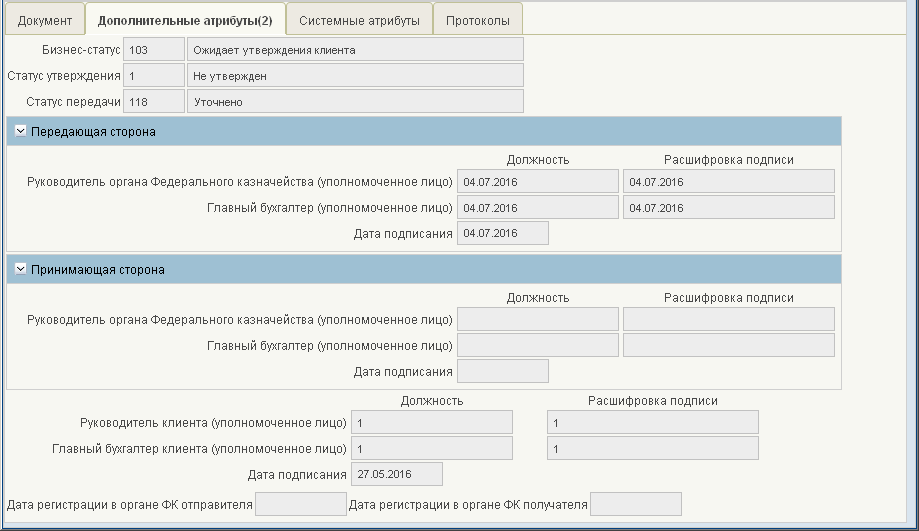 Документ Дополнительные атрибуты(2) Системные атрибуты Протоколы
Бизнес-статус 103 Ожидает утверждения клиента
Статус утверждения 1 Не утвержден
Статус передачи 118 Уточнено
Передающая сторона
Должность Расшифровка подписи
Руководитель органа Федерального казначейства (уполномоченное лицо) 04.07.2016 04.07.2016
Главный бухгалтер (уполномоченное лицо) 04.07.2016 04.07.2016
Дата подписания 04.07.2016
Принимающая сторона
Должность Расшифровка подписи
Руководитель органа Федерального казначейства (уполномоченное лицо)
Главный бухгалтер (уполномоченное лицо)
Дата подписания
Должность Расшифровка подписи
Руководитель клиента (уполномоченное лицо) 1 1
Главный бухгалтер клиента (уполномоченное лицо) 1 1
Дата подписания 27.05.2016
Дата регистрации в органе ФК отправителя Дата регистрации в органе ФК получателя